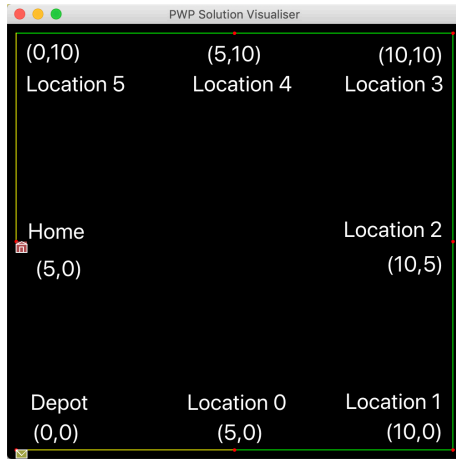 PWP Solution Visualiser
(0,10) (5,10) (10,10)
Location 5 Location 4 Location 3
Home Location 2
(5,0) (10,5)
Depot Location 0 Location 1
(0,0) (5,0) (10,0)